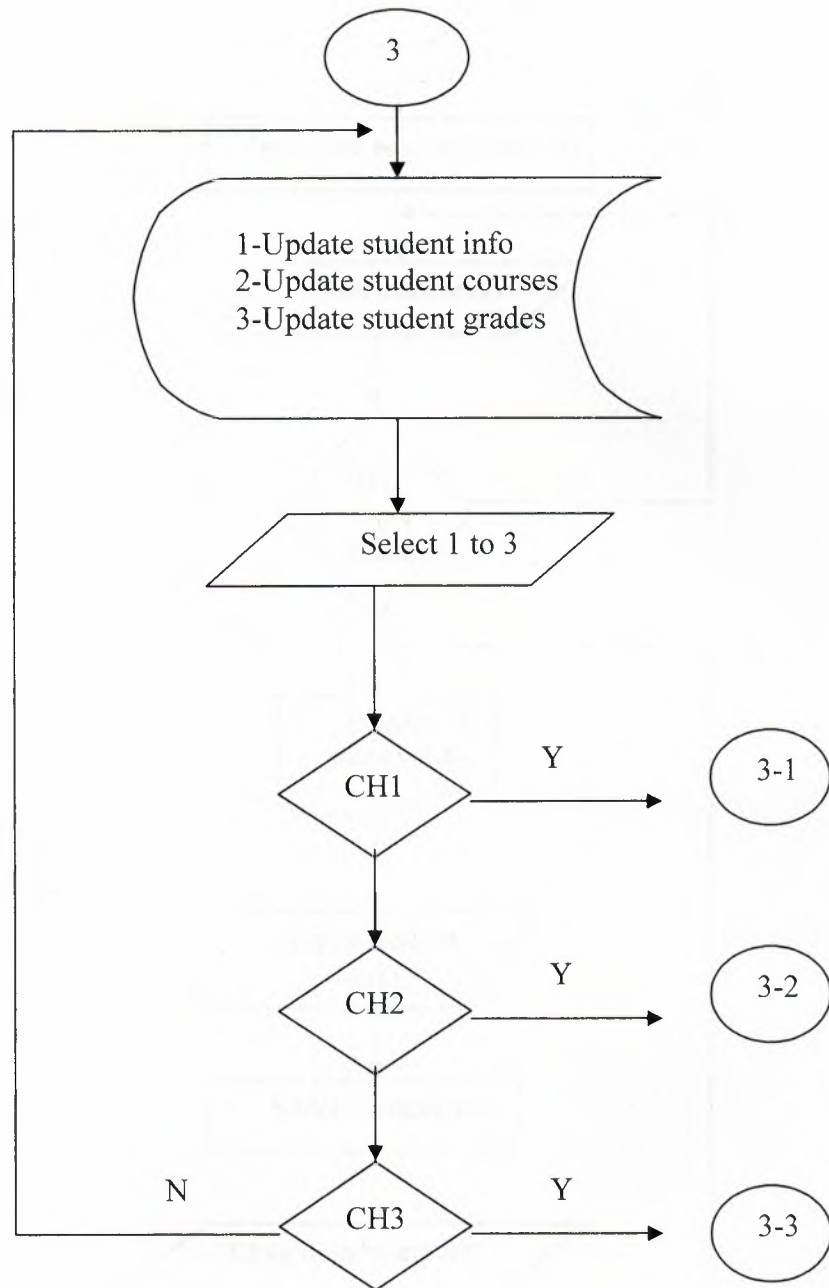 3
1-Update student info
2-Update student courses
3-Update student grades
Select 1 to 3
CH1
Y
3-1
CH2
Y
3-2
N
CH3
Y
3-3